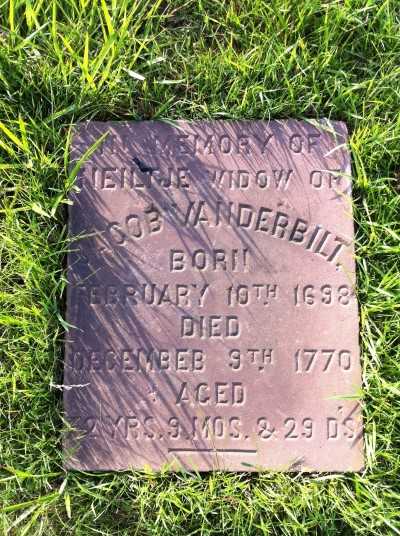 IN MEMORY OF
NEILTJE WIDOW OF
JACOB VANDERBILT.
BORN
FEBRUARY 10TH 1698
DIED
DECEMBEB 9TH 1770
AGED
72 YRS. 9 MOS. & 29 DS